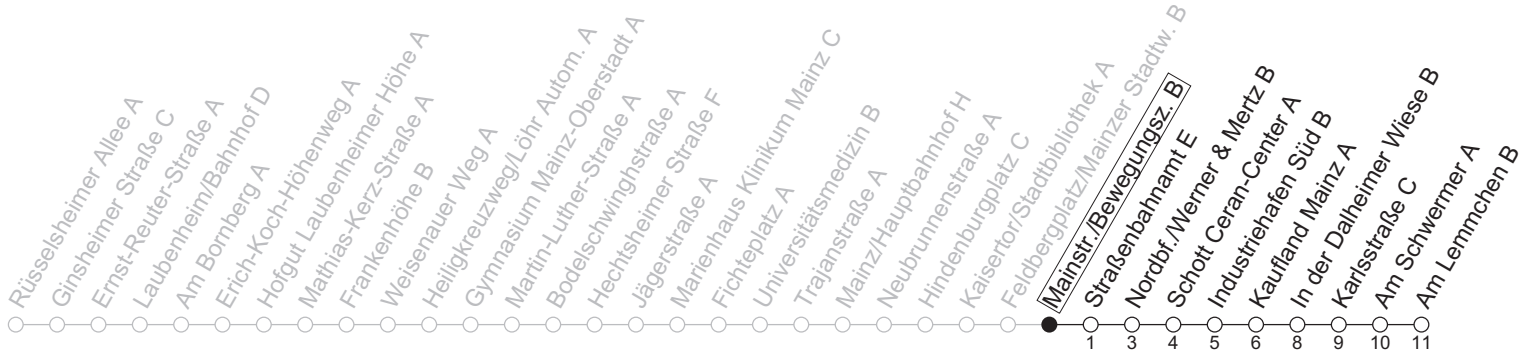 Rüsselsheimer Allee A
Ginsheimer Straße C
Ernst-Reuter-Straße A
Laubenheim/Bahnhof D
Am Bornberg A
Erich-Koch-Höhenweg A
Hofgut Laubenheimer Höhe A
Mathias-Kerz-Straße A
Frankenhöhe B
Weisenauer Weg A
Heiligkreuzweg/Löhr Autom. A
Gymnasium Mainz-Oberstadt A
Martin-Luther-Straße A
Bodelschwinghstraße A
Hechtsheimer Straße F
Jägerstraße A
Marienhaus Klinikum Mainz C
Fichteplatz A
Universitätsmedizin B
Trajanstraße A
Mainz/Hauptbahnhof H
Neubrunnenstraße A
Hindenburgplatz C
Kaisertor/Stadtbibliothek A
Feldbergplatz/Mainzer Stadtw. B
Mainstr./Bewegungsz. B
Straßenbahnamt E
Nordbf./Werner & Mertz B
Schott Ceran-Center A
Industriehafen Süd B
Kaufland Mainz A
In der Dalheimer Wiese B
Karlsstraße C
Am Schwermer A
Am Lemmchen B
1 3 4 5 6 8 9 10 11